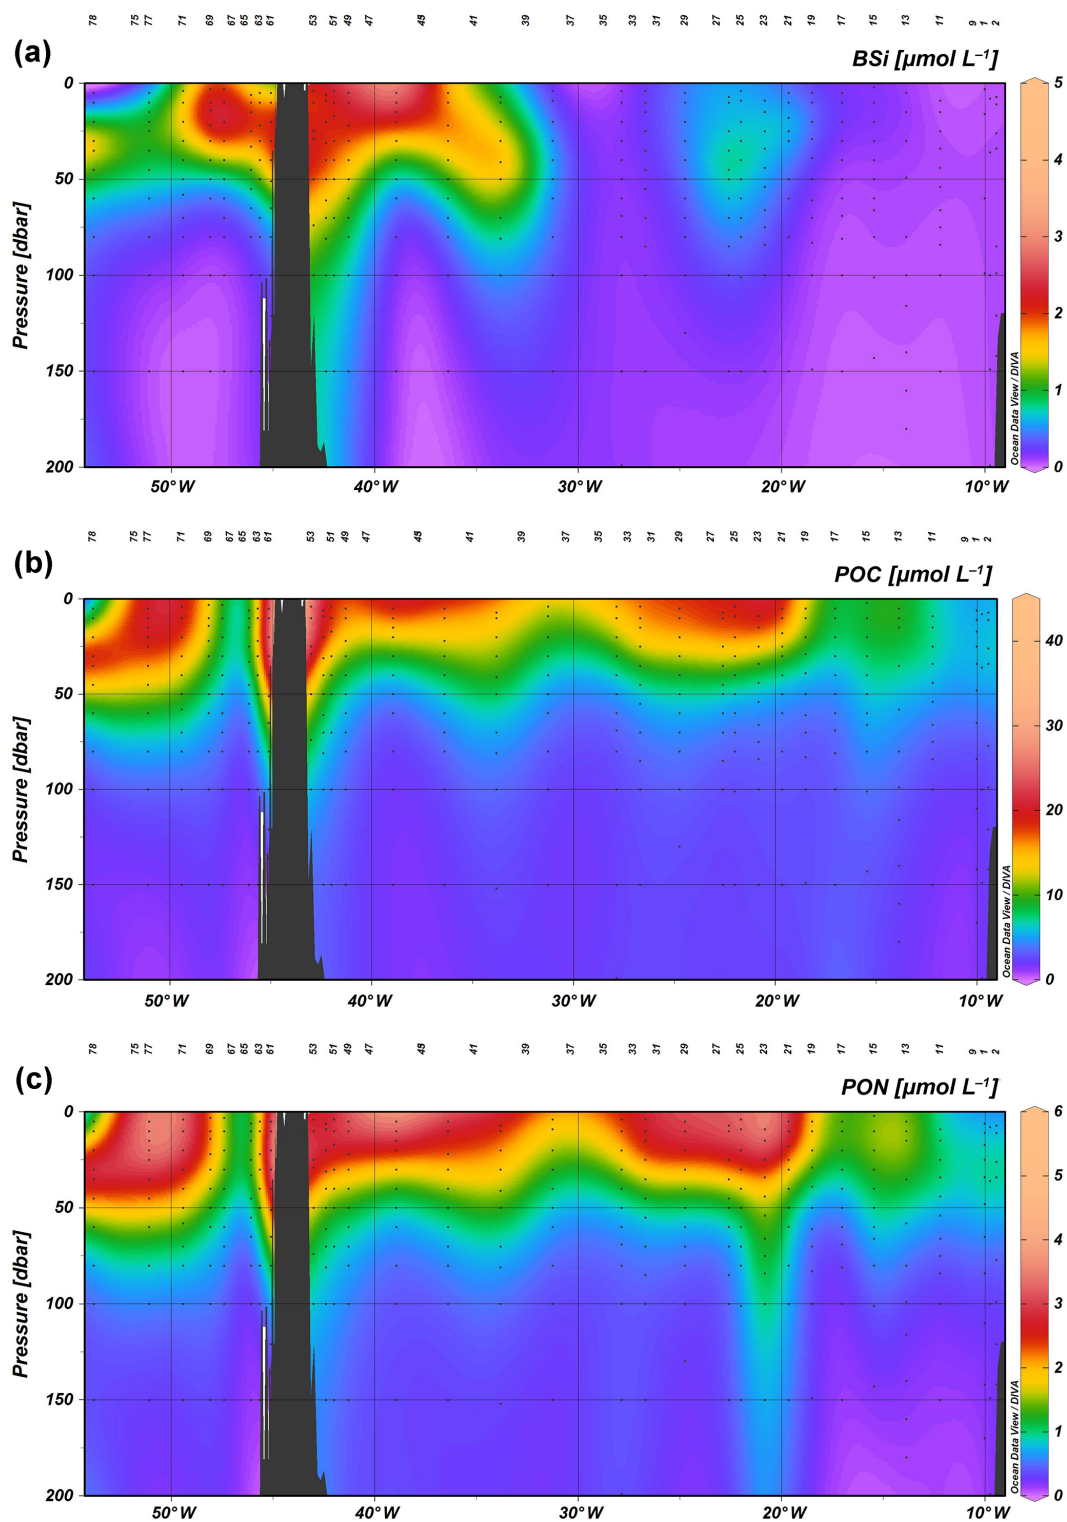 78 75 77 71 69 67 65 63 61 53 51 49 47 45 41 39 37 35 33 31 29 27 25 23 21 19 17 15 13 11 9 1 2
(a)
BSi [µmol L⁻¹]
Pressure [dbar]
0
50
100
150
200
50°W 40°W 30°W 20°W 10°W
5
4
3
2
1
0
Ocean Data View / DIVA
78 75 77 71 69 67 65 63 61 53 51 49 47 45 41 39 37 35 33 31 29 27 25 23 21 19 17 15 13 11 9 1 2
(b)
POC [µmol L⁻¹]
Pressure [dbar]
0
50
100
150
200
50°W 40°W 30°W 20°W 10°W
40
30
20
10
0
Ocean Data View / DIVA
78 75 77 71 69 67 65 63 61 53 51 49 47 41 39 37 35 33 31 29 27 25 23 21 19 17 15 13 11 9 1 2
(c)
PON [µmol L⁻¹]
Pressure [dbar]
0
50
100
150
200
50°W 40°W 30°W 20°W 10°W
6
5
4
3
2
1
0
Ocean Data View / DIVA